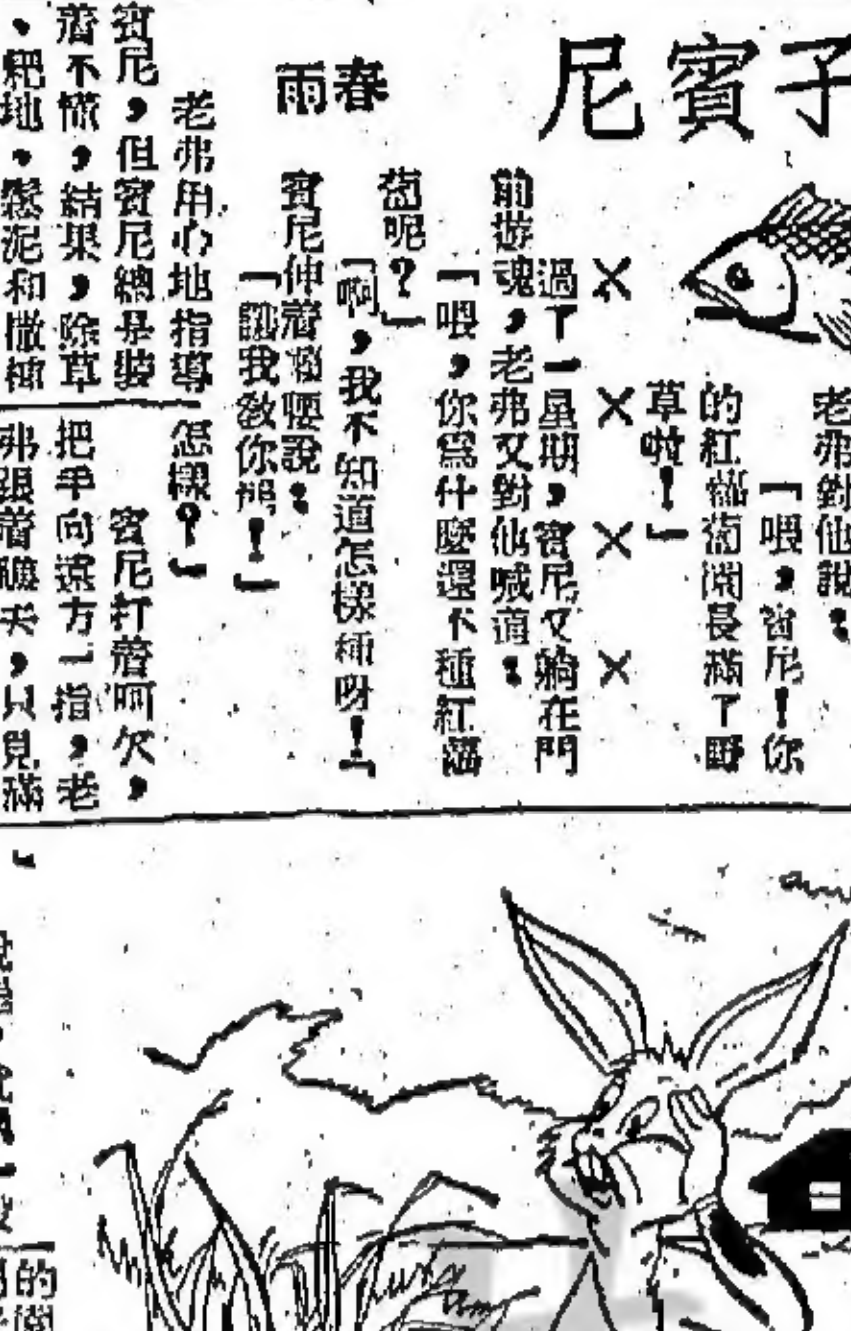 子賓尼
春雨
老弗對他說：
「喂，賓尼！你
的紅蘿蔔園長滿了野
草啦！」
××××
過了一星期，賓尼又躺在門
前遊魂，老弗又對他喊道：
「喂，你爲什麼還不種紅蘿
蔔呢？」
「啊，我不知道怎樣種呀！」
賓尼伸着懶腰說：
「讓我教你吧！」
老弗用心地指導
賓尼，但賓尼總是裝
着不懂，結果，除草
、耙地、鬆泥和撒種
怎樣？」
賓尼打着呵欠，
把手向遠方一指，老
弗跟着望去，只見滿
的園